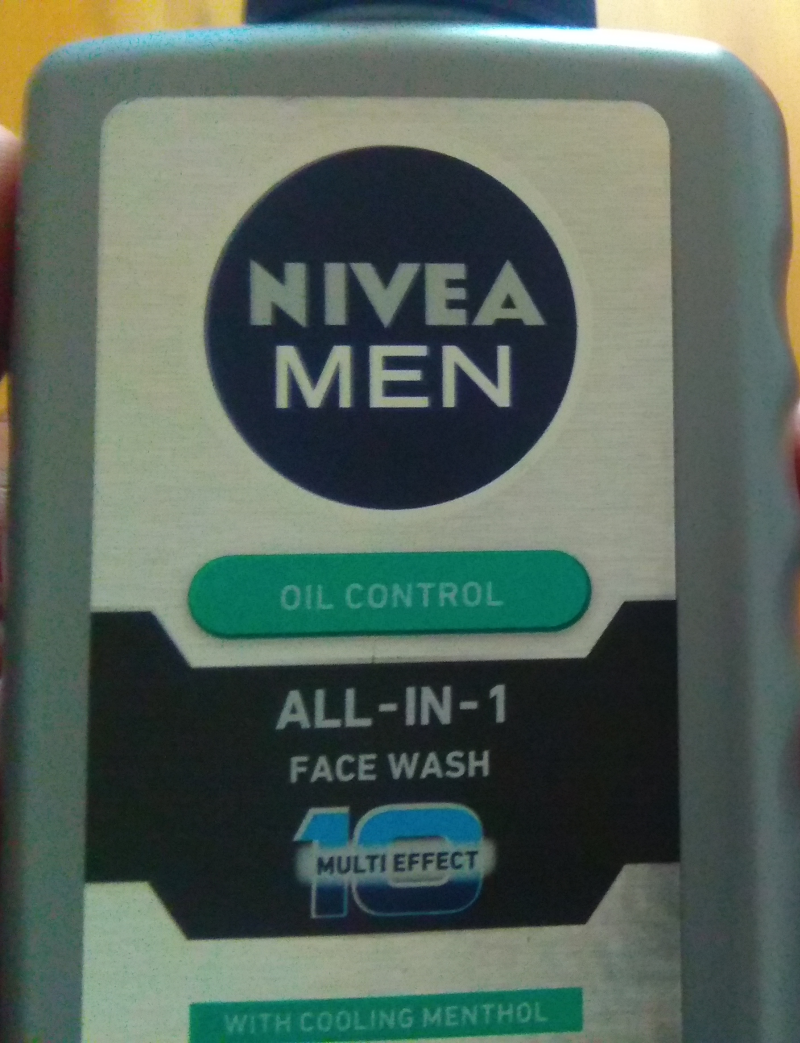 NIVEA
MEN
OIL CONTROL
ALL-IN-1
FACE WASH
10
MULTI EFFECT
WITH COOLING MENTHOL